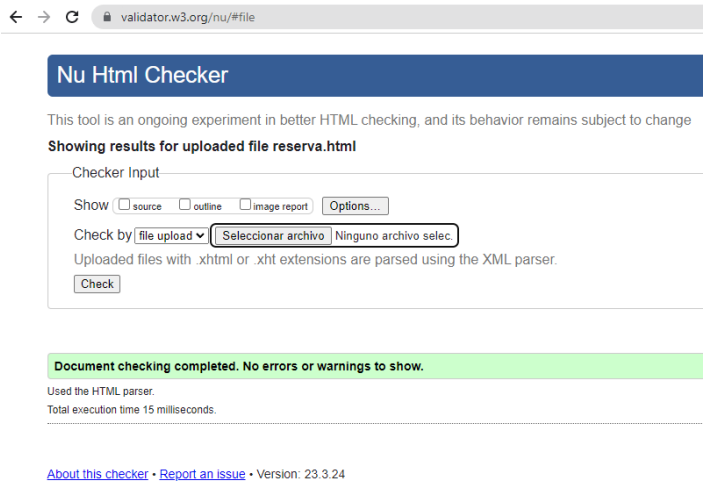 validator.w3.org/nu/#file
Nu Html Checker
This tool is an ongoing experiment in better HTML checking, and its behavior remains subject to change
Showing results for uploaded file reserva.html
Checker Input
Show source outline image report Options...
Check by file upload Seleccionar archivo Ninguno archivo selec.
Uploaded files with .xhtml or .xht extensions are parsed using the XML parser.
Check
Document checking completed. No errors or warnings to show.
Used the HTML parser.
Total execution time 15 milliseconds.
About this checker • Report an issue • Version: 23.3.24